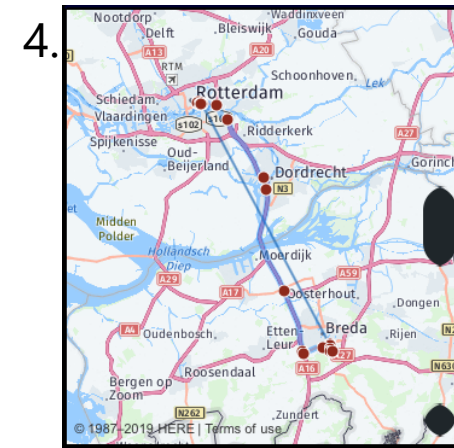 4.
Nootdorp
Waddinxveen
Delft
Bleiswijk
Gouda
A13
A20
RTM
Schoonhoven
Lek
Rotterdam
Schiedam
Vlaardingen
s102
Ridderkerk
A27
Spijkenisse
Oud-
Beijerland
Gorinch
Dordrecht
N3
Midden
Polder
Hollandsch
Diep
Moerdijk
A29
A59
A17
Oosterhout
Dongen
A4
Oudenbosch
Etten-
Leur
Breda
Rijen
A27
A16
N630
Roosendaal
Bergen op
Zoom
N262
Zundert
© 1987–2019 HERE | Terms of use